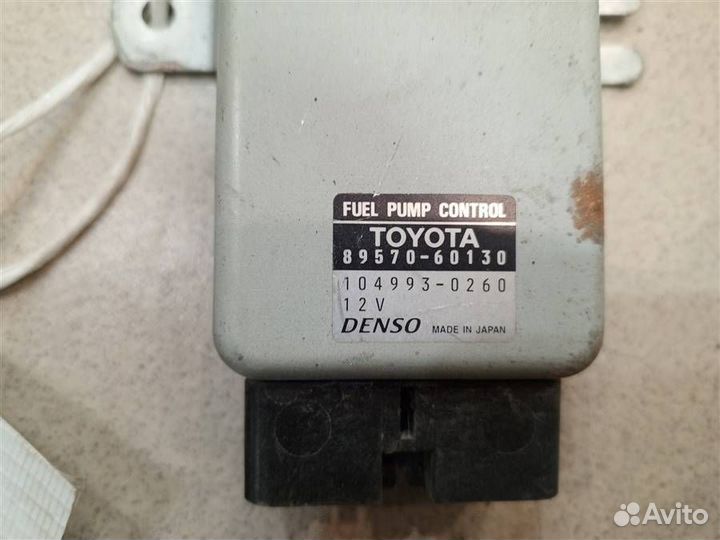 FUEL PUMP CONTROL
TOYOTA
89570-60130
104993-0260
12V
DENSO MADE IN JAPAN
Avito